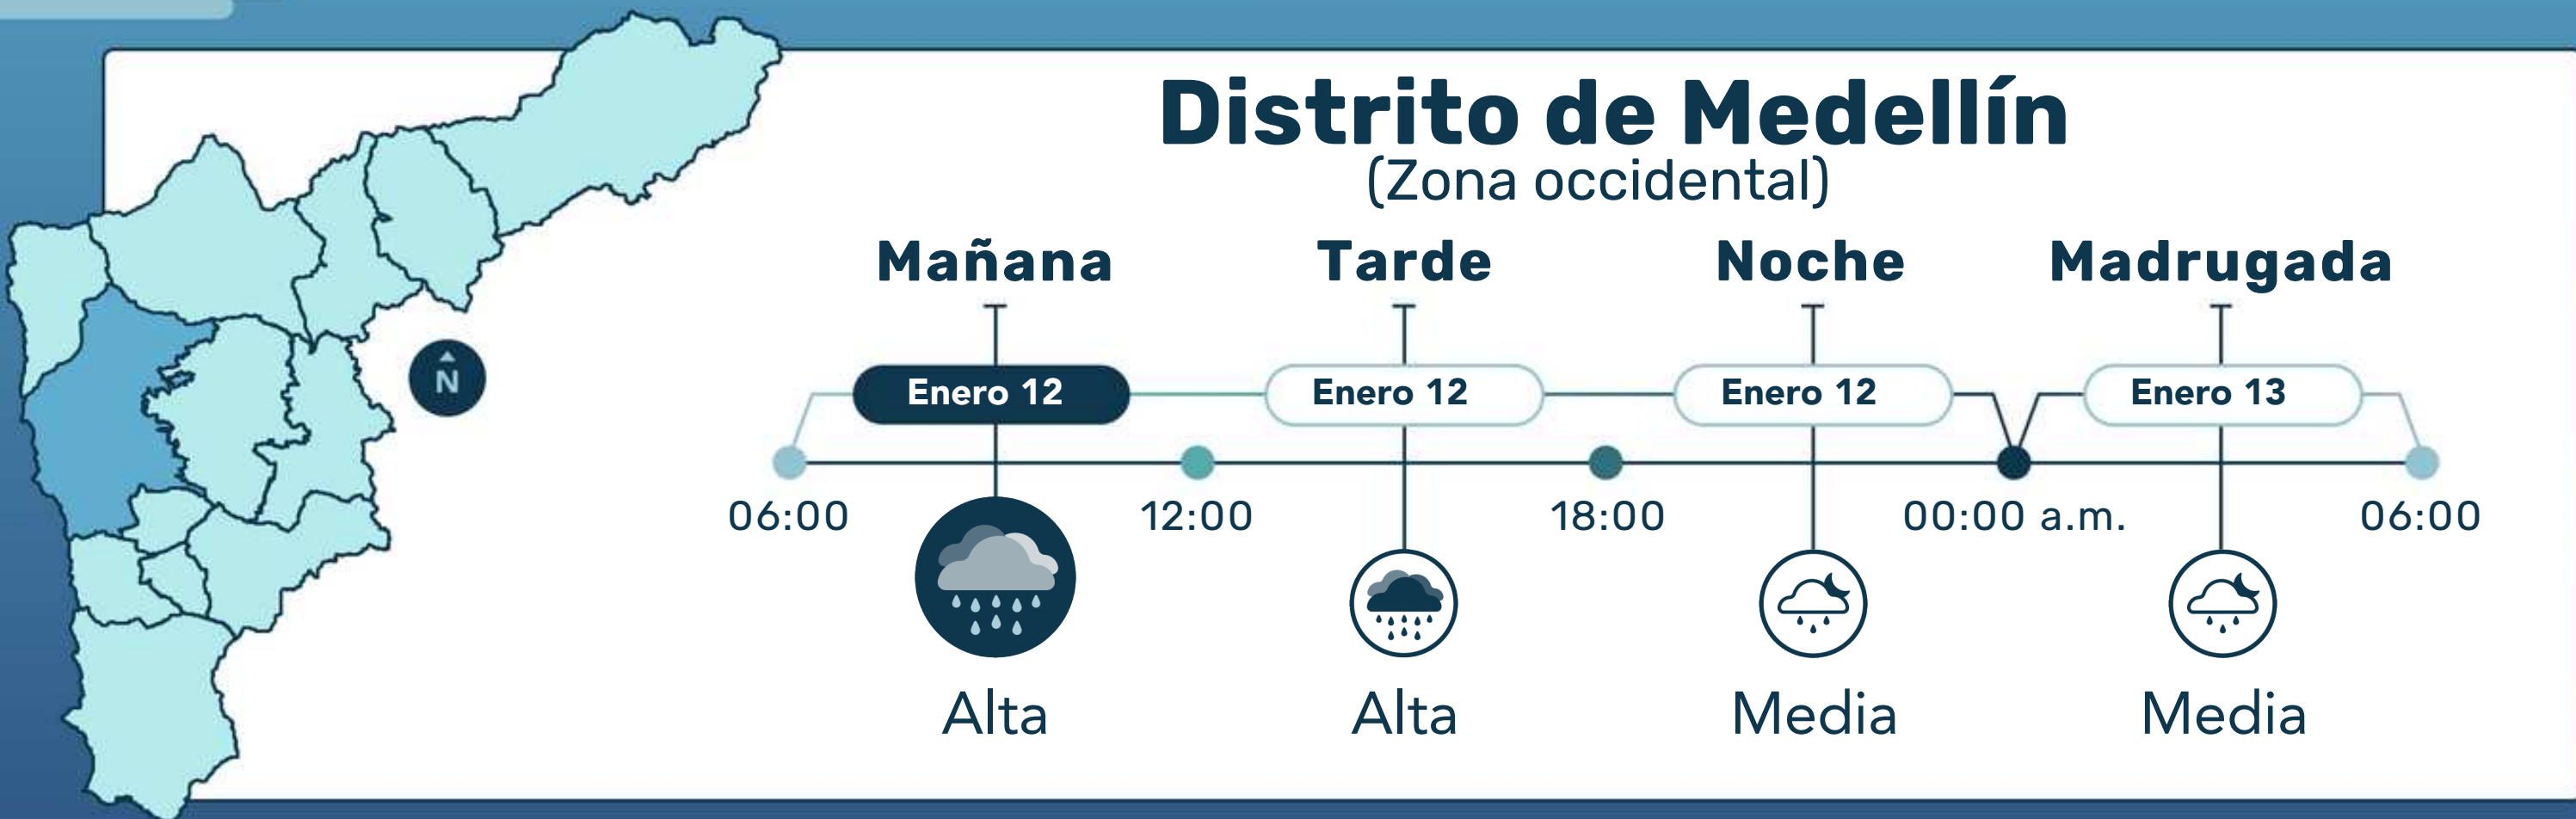 Distrito de Medellín
(Zona occidental)
Mañana Tarde Noche Madrugada
Enero 12 Enero 12 Enero 12 Enero 13
N
06:00 12:00 18:00 00:00 a.m. 06:00
Alta Alta Media Media